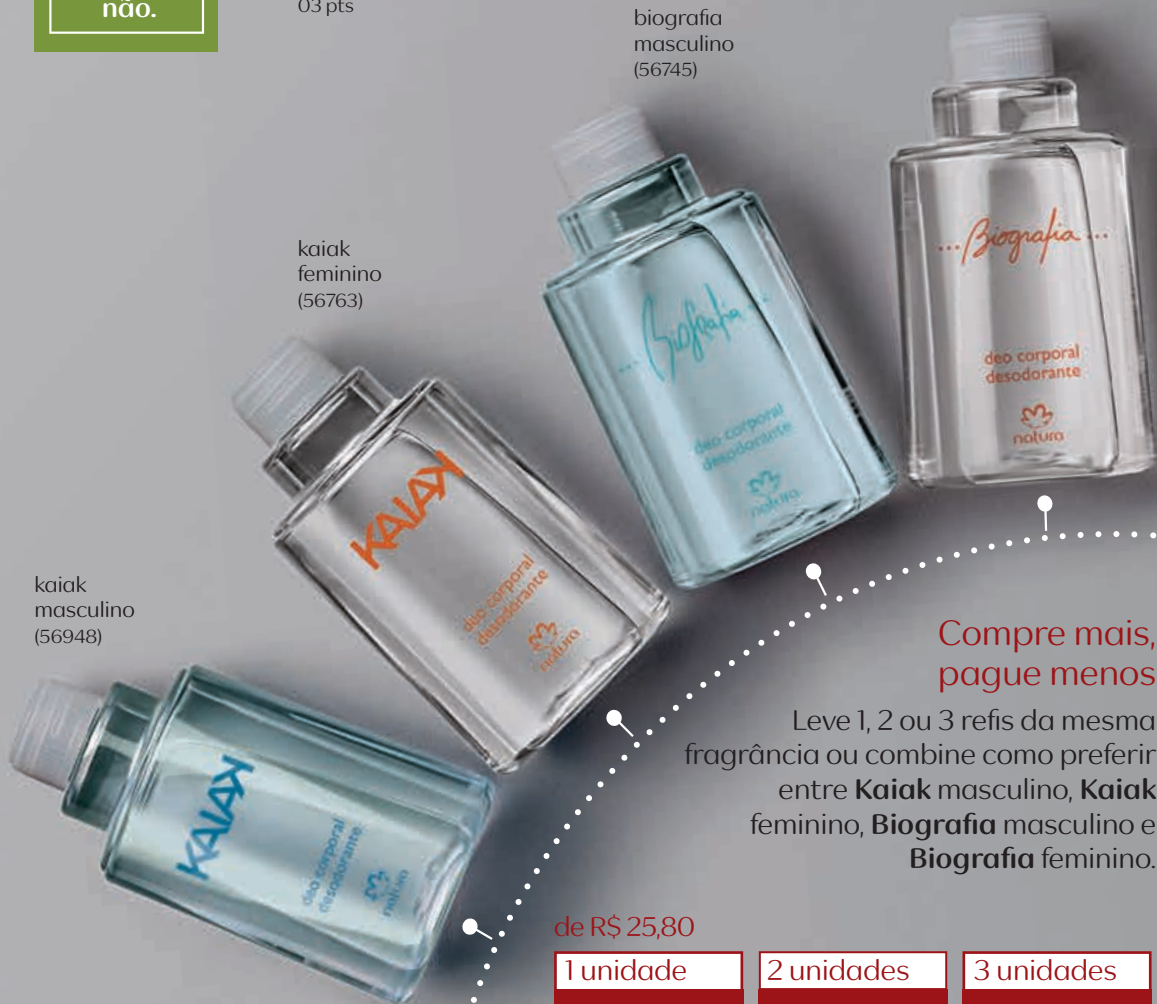 não.
03 pts
biografia
masculino
(56745)
...Biografia...
deo corporal
desodorante
natura
kaiak
feminino
(56763)
...Biografia...
deo corporal
desodorante
natura
KAIAK
deo corporal
desodorante
natura
kaiak
masculino
(56948)
KAIAK
deo corporal
desodorante
natura
Compre mais,
pague menos
Leve 1, 2 ou 3 refis da mesma
fragrância ou combine como preferir
entre Kaiak masculino, Kaiak
feminino, Biografia masculino e
Biografia feminino.
de R$ 25,80
1 unidade
2 unidades
3 unidades